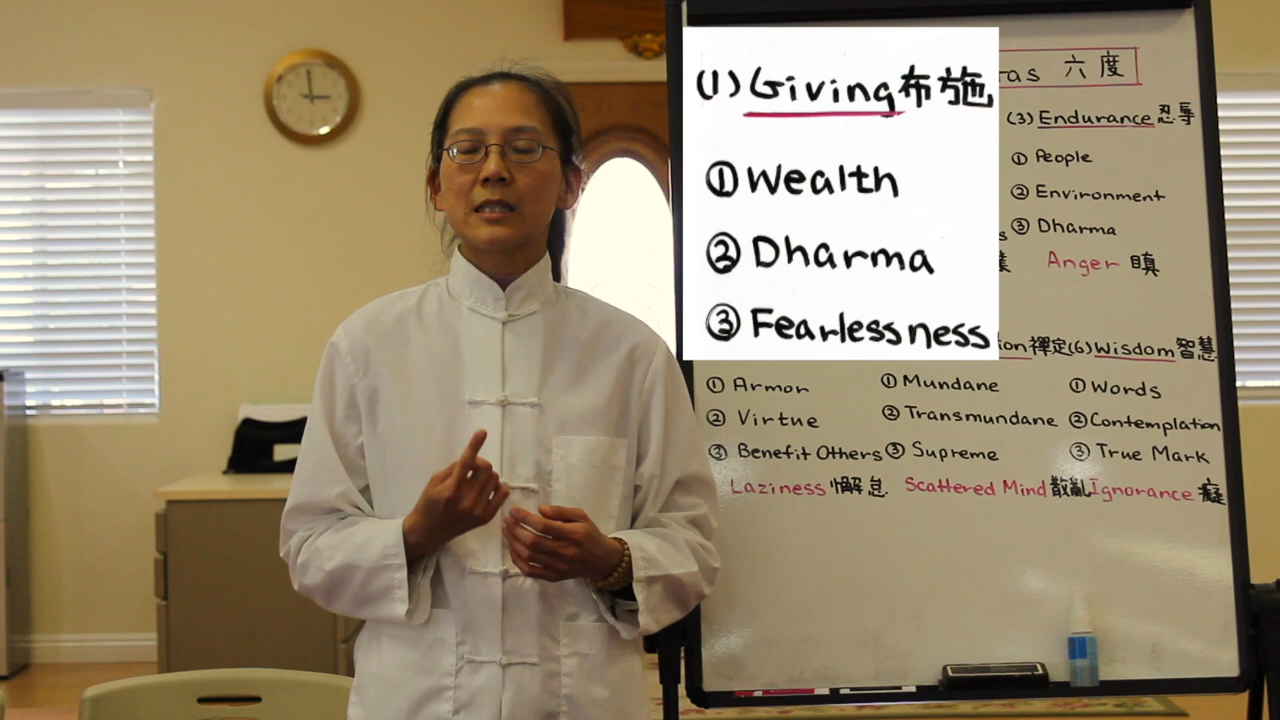 (1) Giving 布施
① Wealth
② Dharma
③ Fearlessness
六度
(3) Endurance 忍辱
① People
② Environment
③ Dharma
Anger 瞋
禪定 (6) Wisdom 智慧
① Armor
② Virtue
③ Benefit Others
Laziness 懈怠
① Mundane
② Transmundane
③ Supreme
Scattered Mind 散亂
① Words
② Contemplation
③ True Mark
Ignorance 癡